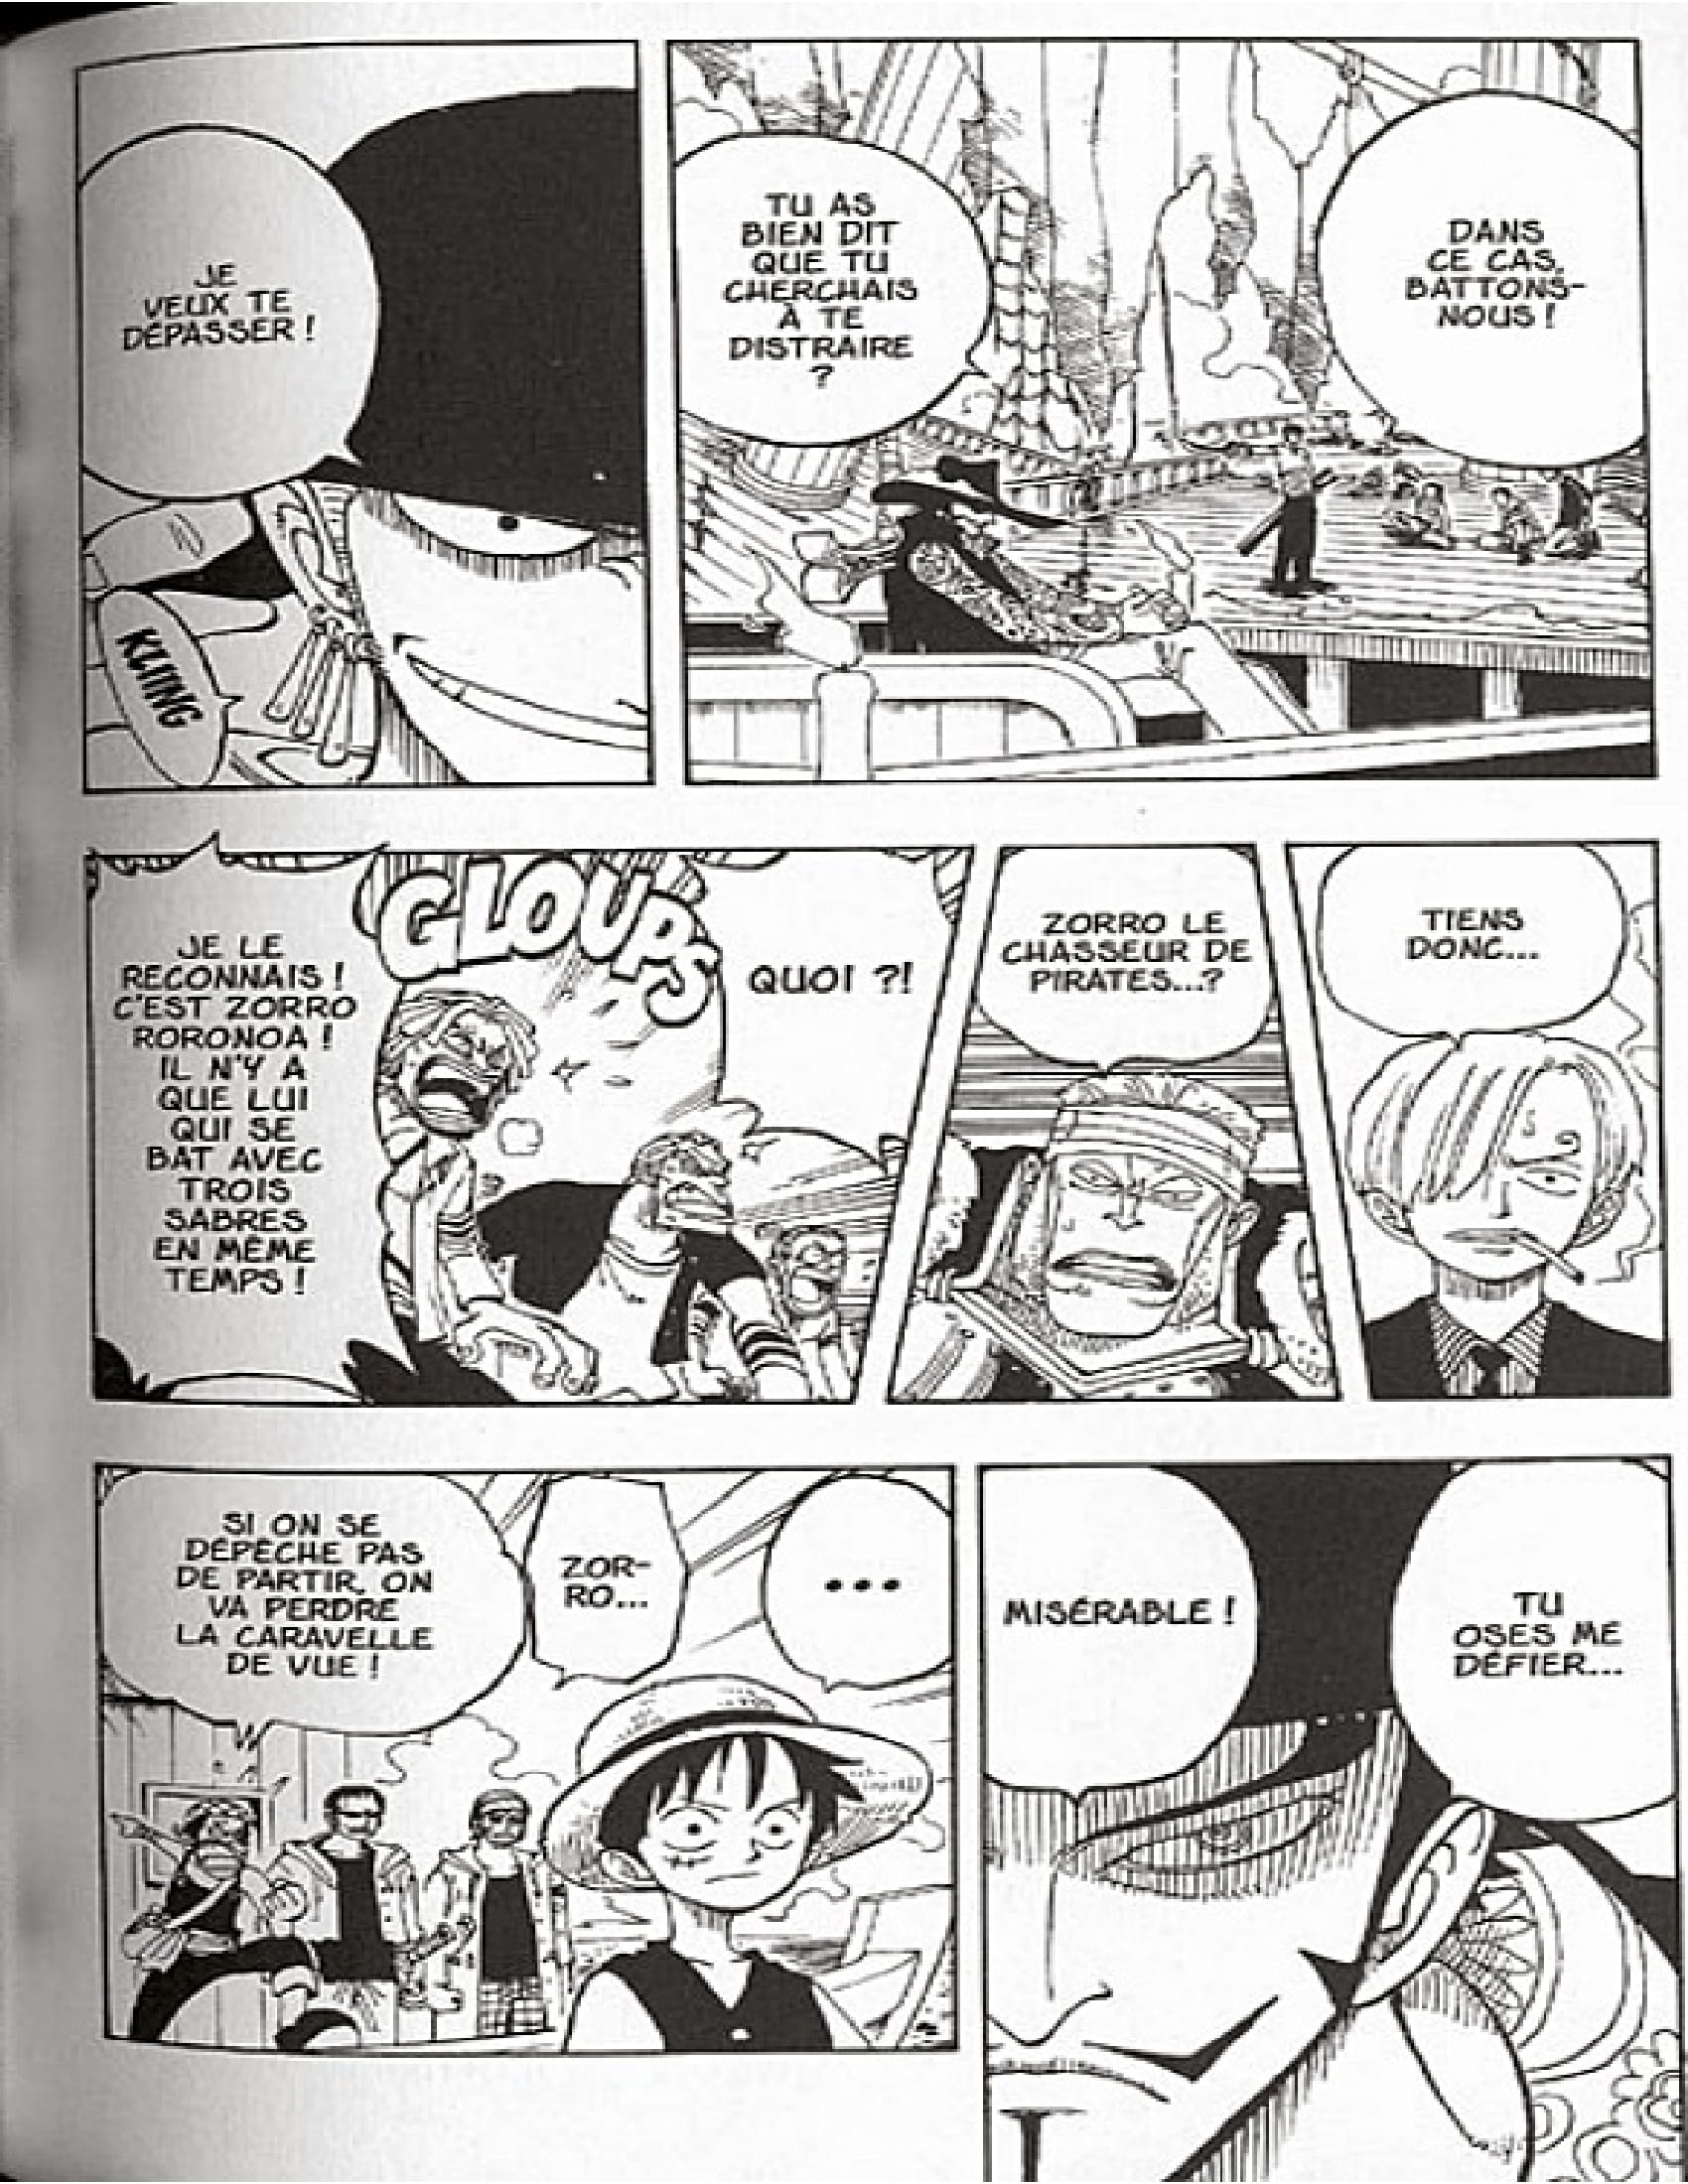 DANS
CE CAS,
BATTONS-
NOUS !
TU AS
BIEN DIT
QUE TU
CHERCHAIS
À TE
DISTRAIRE
?
JE
VEUX TE
DÉPASSER !
KLIING
TIENS
DONC...
ZORRO LE
CHASSEUR DE
PIRATES...?
QUOI ?!
GLOUPS
JE LE
RECONNAIS !
C'EST ZORRO
RORONOA !
IL N'Y A
QUE LUI
QUI SE
BAT AVEC
TROIS
SABRES
EN MÊME
TEMPS !
TU
OSES ME
DÉFIER...
MISÉRABLE !
...
ZOR-
RO...
SI ON SE
DÉPÊCHE PAS
DE PARTIR, ON
VA PERDRE
LA CARAVELLE
DE VUE !